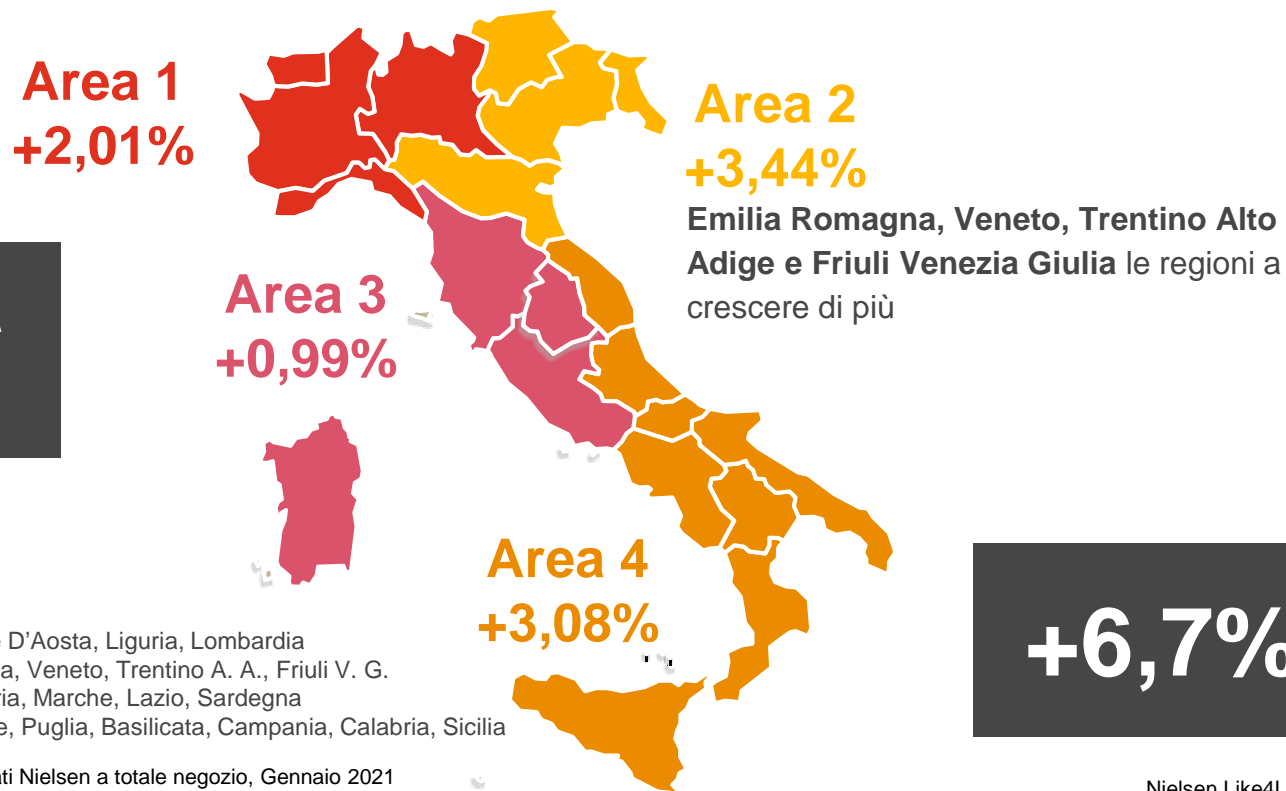 Area 1
+2,01%
Area 2
+3,44%
Emilia Romagna, Veneto, Trentino Alto
Adige e Friuli Venezia Giulia le regioni a
crescere di più
Area 3
+0,99%
Area 4
+3,08%
+6,7%
D'Aosta, Liguria, Lombardia
Veneto, Trentino A. A., Friuli V. G.
Marche, Lazio, Sardegna
Puglia, Basilicata, Campania, Calabria, Sicilia
Nielsen a totale negozio, Gennaio 2021
Nielsen